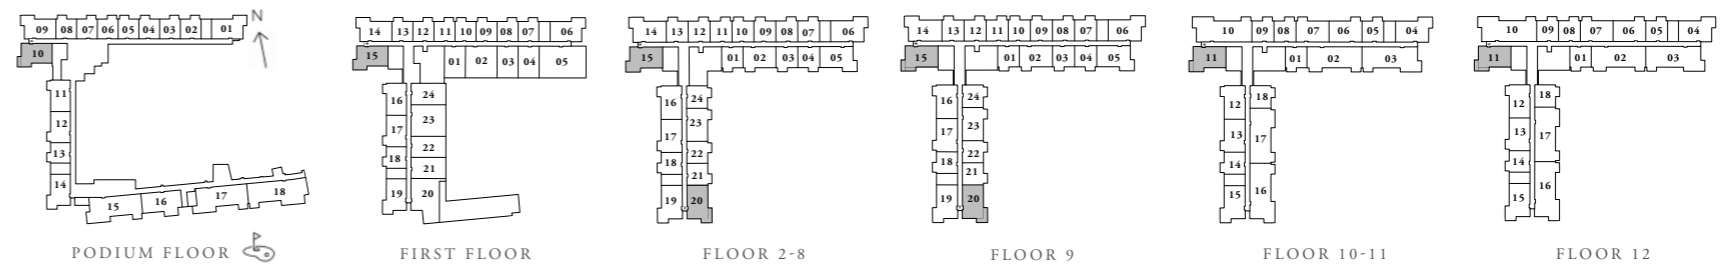 N
09 08 07 06 05 04 03 02 01
10
11
12
13
14
15 16 17 18
PODIUM FLOOR
14 13 12 11 10 09 08 07 06
15 01 02 03 04 05
16 24
17 23
18 22
21
19 20
FIRST FLOOR
14 13 12 11 10 09 08 07 06
15 01 02 03 04 05
16 24
17 23
18 22
21
19 20
FLOOR 2-8
14 13 12 11 10 09 08 07 06
15 01 02 03 04 05
16 24
17 23
18 22
21
19 20
FLOOR 9
10 09 08 07 06 05 04
11 01 02 03
12 18
13 17
14
15 16
FLOOR 10-11
10 09 08 07 06 05 04
11 01 02 03
12 18
13 17
14
15 16
FLOOR 12